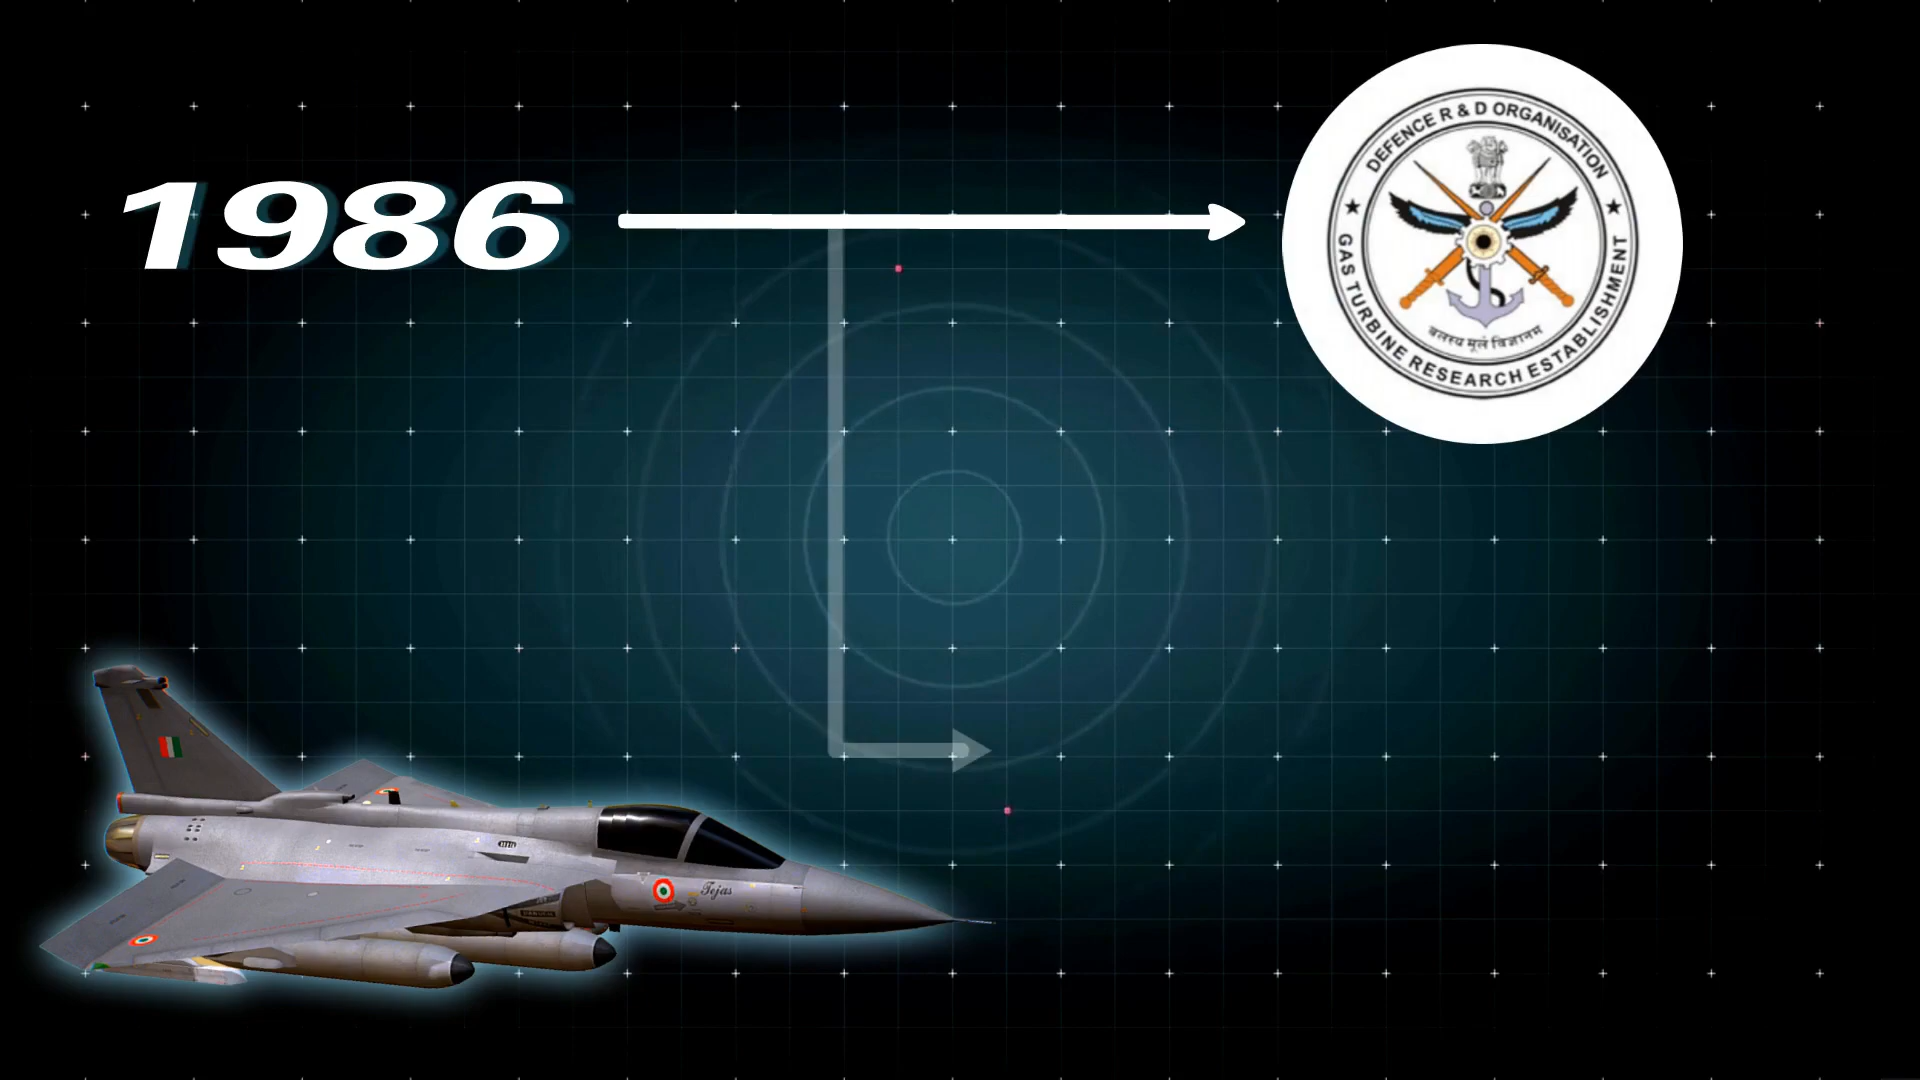 1986
DEFENCE R & D ORGANISATION
बलस्य मूलं विज्ञानम
GAS TURBINE RESEARCH ESTABLISHMENT
Tejas